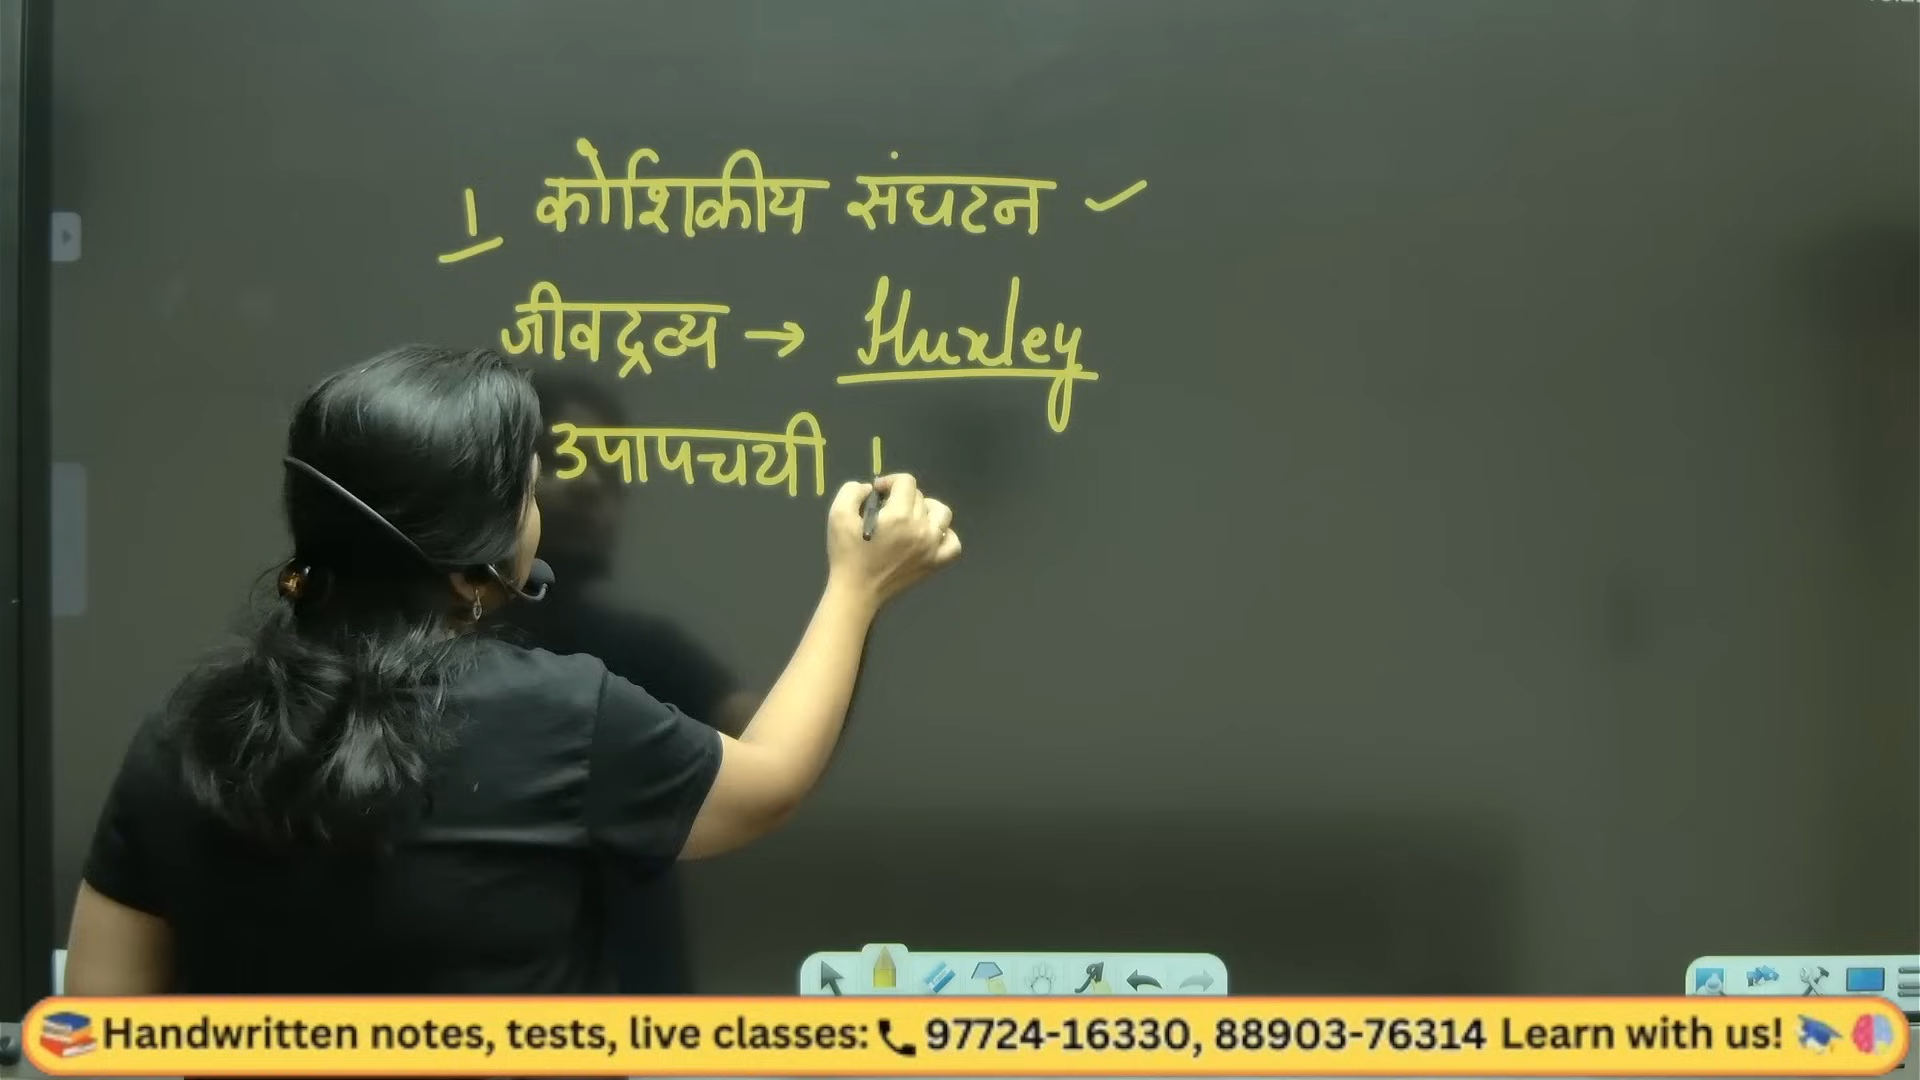 1 कोशिकीय संघटन ✓
जीवद्रव्य → Huxley
उपापचयी
Handwritten notes, tests, live classes: 📞 97724-16330, 88903-76314 Learn with us!